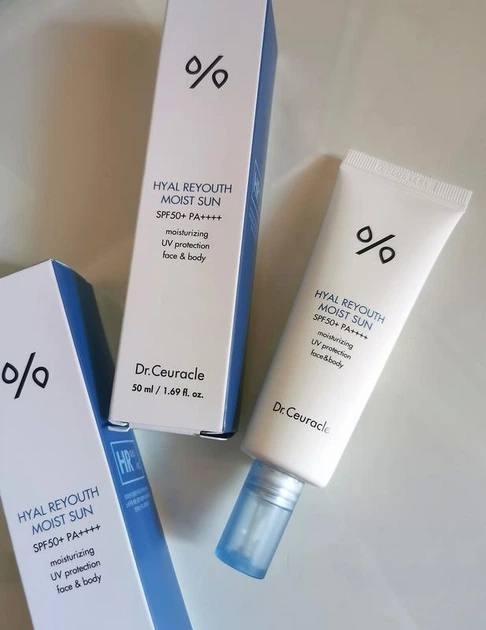 %
HYAL REYOUTH
MOIST SUN
SPF50+ PA++++
moisturizing
UV protection
face & body
Dr.Ceuracle
50 ml / 1.69 fl. oz.
%
HYAL REYOUTH
MOIST SUN
SPF50+ PA++++
moisturizing
UV protection
face&body
Dr.Ceuracle
%
HYAL REYOUTH
MOIST SUN
SPF50+ PA++++
moisturizing
UV protection
face & body
HR